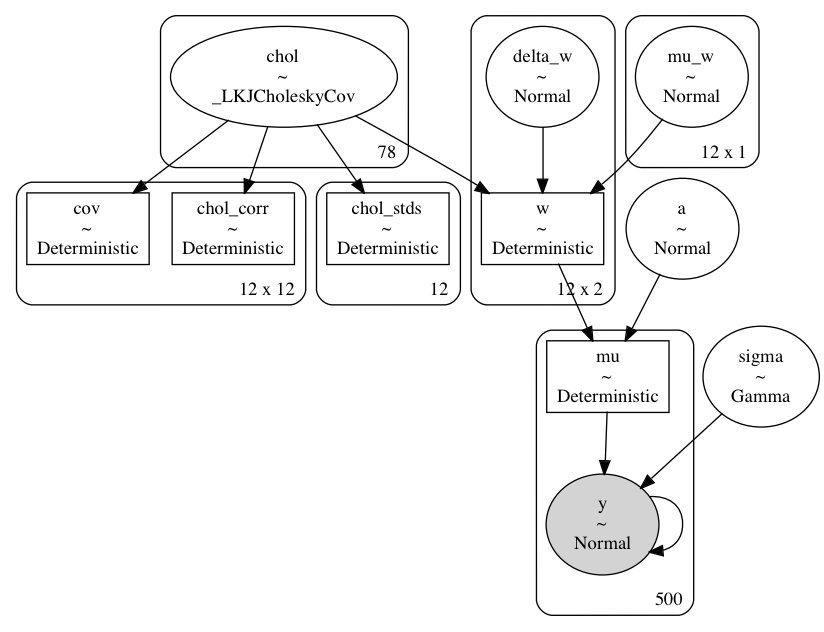 chol
~
_LKJCholeskyCov
78
delta_w
~
Normal
mu_w
~
Normal
12 x 1
cov
~
Deterministic
chol_corr
~
Deterministic
12 x 12
chol_stds
~
Deterministic
12
w
~
Deterministic
12 x 2
a
~
Normal
mu
~
Deterministic
sigma
~
Gamma
y
~
Normal
500